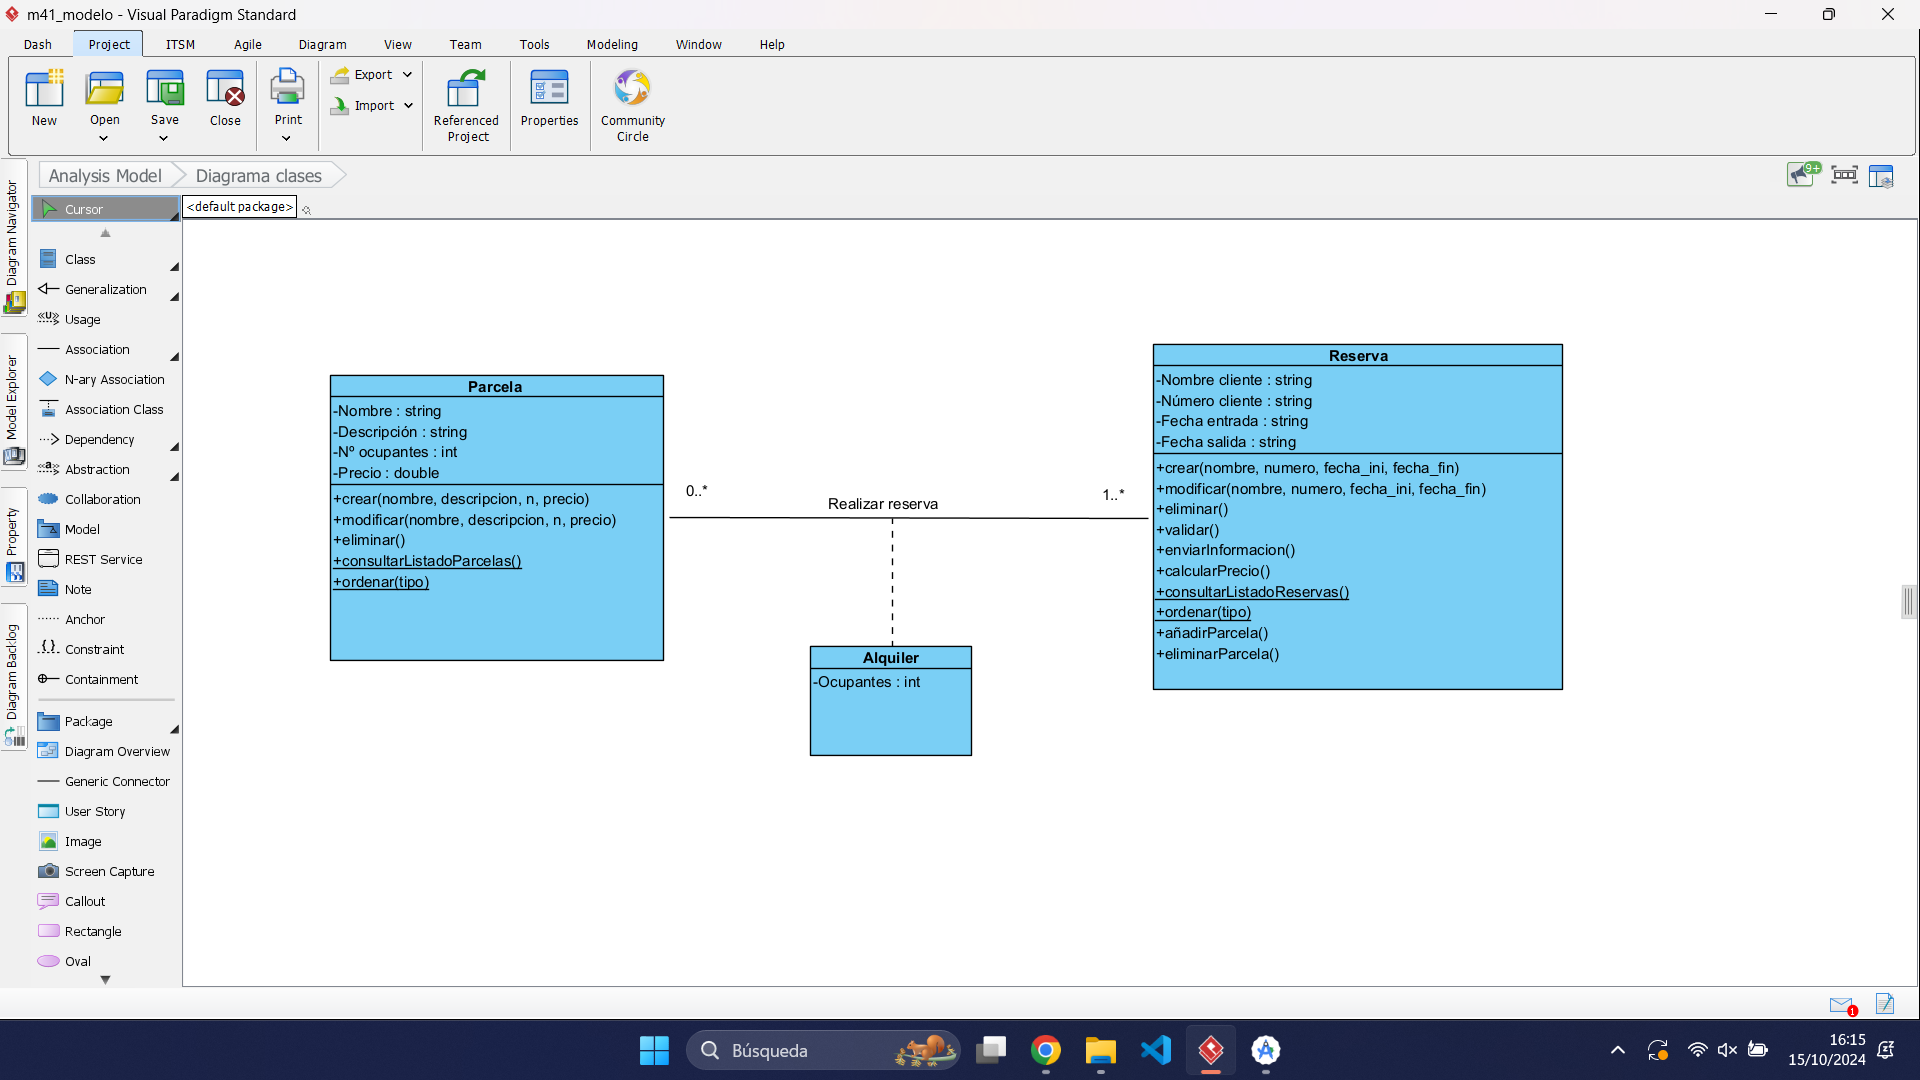 m41_modelo - Visual Paradigm Standard
Dash Project ITSM Agile Diagram View Team Tools Modeling Window Help
New
Open
Save
Close
Print
Export
Import
Referenced Project
Properties
Community Circle
Analysis Model
Diagrama clases
9+
Diagram Navigator
Model Explorer
Property
Diagram Backlog
Cursor
<default package>
Class
Generalization
<<U>> Usage
Association
N-ary Association
Association Class
Dependency
<<a>> Abstraction
Collaboration
Model
REST Service
Note
Anchor
{.} Constraint
Containment
Package
Diagram Overview
Generic Connector
User Story
Image
Screen Capture
Callout
Rectangle
Oval
Parcela
-Nombre : string
-Descripción : string
-Nº ocupantes : int
-Precio : double
+crear(nombre, descripcion, n, precio)
+modificar(nombre, descripcion, n, precio)
+eliminar()
+consultarListadoParcelas()
+ordenar(tipo)
0..*
Realizar reserva
1..*
Alquiler
-Ocupantes : int
Reserva
-Nombre cliente : string
-Número cliente : string
-Fecha entrada : string
-Fecha salida : string
+crear(nombre, numero, fecha_ini, fecha_fin)
+modificar(nombre, numero, fecha_ini, fecha_fin)
+eliminar()
+validar()
+enviarInformacion()
+calcularPrecio()
+consultarListadoReservas()
+ordenar(tipo)
+añadirParcela()
+eliminarParcela()
1
Búsqueda
16:15
15/10/2024